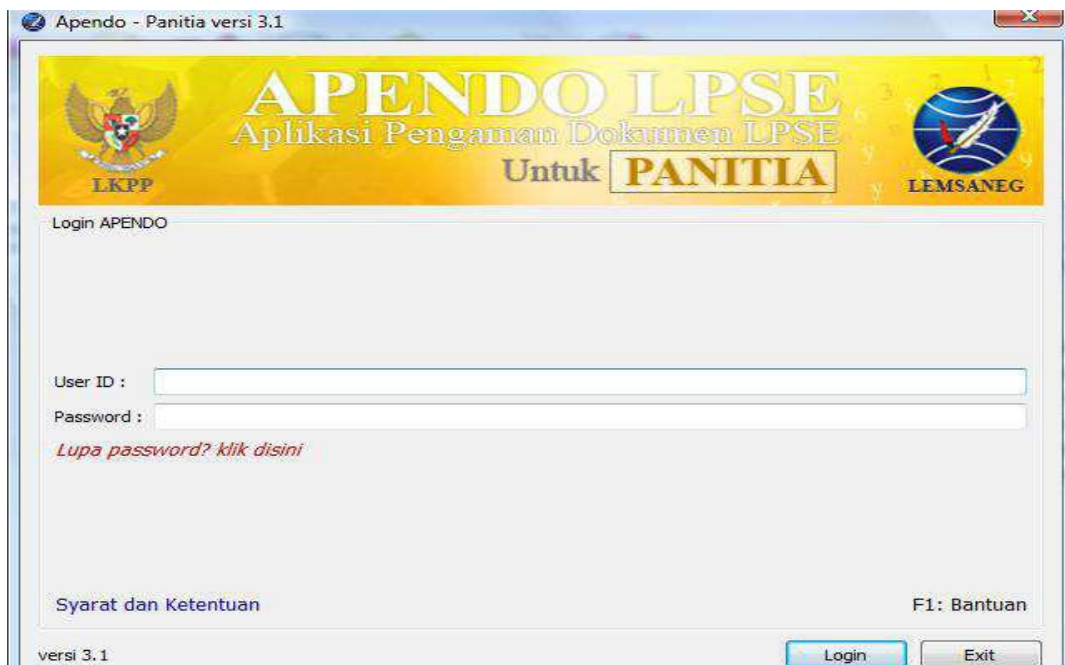 Apendo - Panitia versi 3.1
APENDO LPSE
Aplikasi Pengaman Dokumen LPSE
Untuk PANITIA
LKPP
LEMSANEG
Login APENDO
User ID :
Password :
Lupa password? klik disini
Syarat dan Ketentuan
F1: Bantuan
versi 3.1
Login
Exit